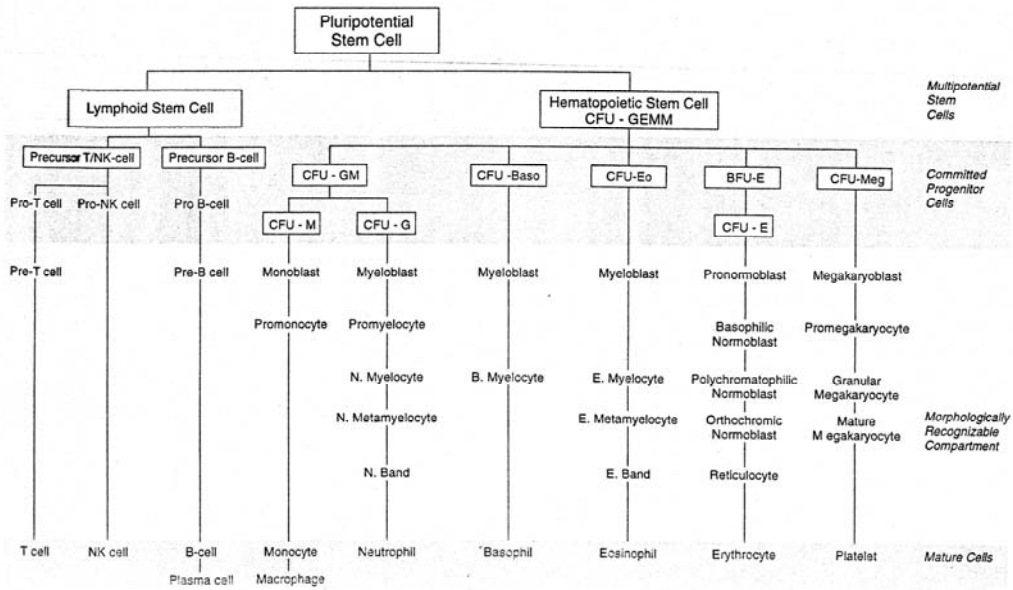 Pluripotential
Stem Cell
Lymphoid Stem Cell
Hematopoietic Stem Cell
CFU - GEMM
Multipotential
Stem
Cells
Precursor T/NK-cell
Precursor B-cell
CFU - GM
CFU -Baso
CFU-Eo
BFU-E
CFU-Meg
Committed
Progenitor
Cells
Pro-T cell
Pro-NK cell
Pro B-cell
CFU - M
CFU - G
CFU - E
Pre-T cell
Pre-B cell
Monoblast
Myeloblast
Myeloblast
Myeloblast
Pronormoblast
Megakaryoblast
Promonocyte
Promyelocyte
Basophilic
Normoblast
Promegakaryocyte
N. Myelocyte
B. Myelocyte
E. Myelocyte
Polychromatophilic
Normoblast
Granular
Megakaryocyte
N. Metamyelocyte
E. Metamyelocyte
Orthochromic
Normoblast
Mature
M egakaryocyte
Morphologically
Recognizable
Compartment
N. Band
E. Band
Reticulocyte
T cell
NK cell
B-cell
Monocyte
Neutrophil
Basophil
Eosinophil
Erythrocyte
Platelet
Mature Cells
Plasma cell
Macrophage